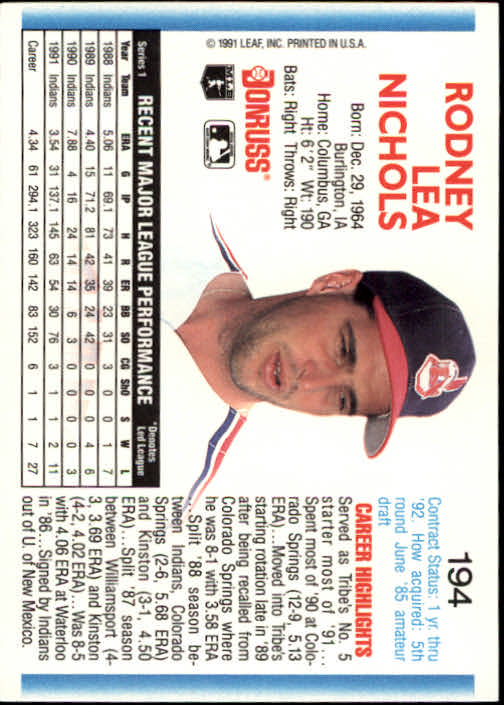 194
RODNEY
LEA
NICHOLS
Born: Dec. 29, 1964
Burlington, IA
Home: Columbus, GA
Ht: 6'2" Wt: 190
Bats: Right Throws: Right
DONRUSS®
MLB
© 1991 LEAF, INC. PRINTED IN U.S.A.
Contract Status: 1 yr. thru
'92. How acquired: 5th
round June '85 amateur
draft
CAREER HIGHLIGHTS
Served as Tribe's No. 5
starter most of '91...
Spent most of '90 at Colo-
rado Springs (12-9, 5.13
ERA)...Moved into Tribe's
starting rotation late in '89
after being recalled from
Colorado Springs where
he was 8-1 with 3.58 ERA
...Split '88 season be-
tween Indians, Colorado
Springs (2-6, 5.68 ERA)
and Kinston (3-1, 4.50
ERA)...Split '87 season
between Williamsport (4-
3, 3.69 ERA) and Kinston
(4-2, 4.02 ERA)...Was 8-5
with 4.06 ERA at Waterloo
in '86...Signed by Indians
out of U. of New Mexico.
Series 1 RECENT MAJOR LEAGUE PERFORMANCE *Denotes Led League
Year Team ERA G IP H R ER BB SO CG ShO S W L
1988 Indians 5.06 11 69.1 73 41 39 23 31 3 0 0 1 7
1989 Indians 4.40 15 71.2 81 42 35 24 42 0 0 0 4 6
1990 Indians 7.88 4 16 24 14 14 6 3 0 0 0 0 3
1991 Indians 3.54 31 137.1 145 63 54 30 76 3 1 1 2 11
Career 4.34 61 294.1 323 160 142 83 152 6 1 1 7 27